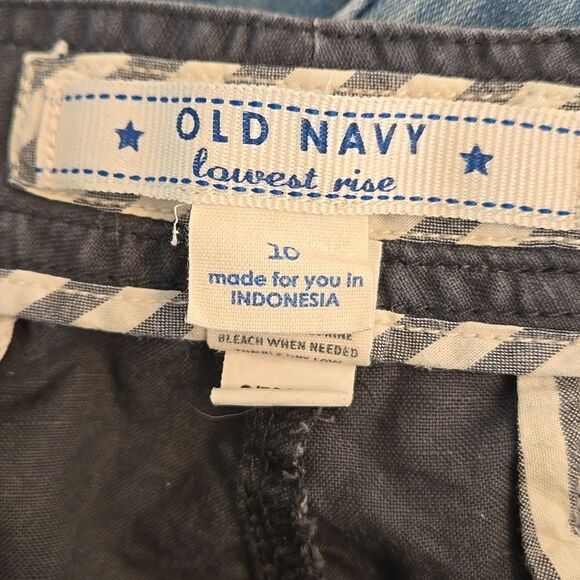 OLD NAVY
lowest rise
10
made for you in
INDONESIA
BLEACH WHEN NEEDED